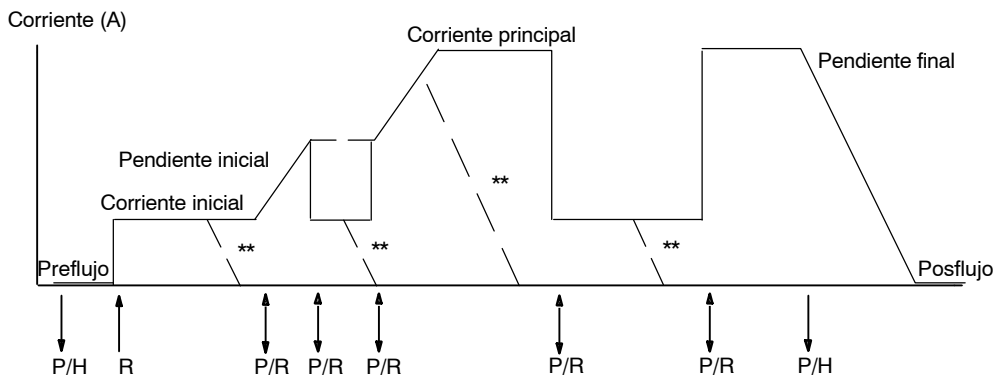 Corriente (A)
Corriente principal
Pendiente final
Pendiente inicial
**
Corriente inicial
**
**
**
Preflujo
Posflujo
P/H
R
P/R
P/R
P/R
P/R
P/R
P/H